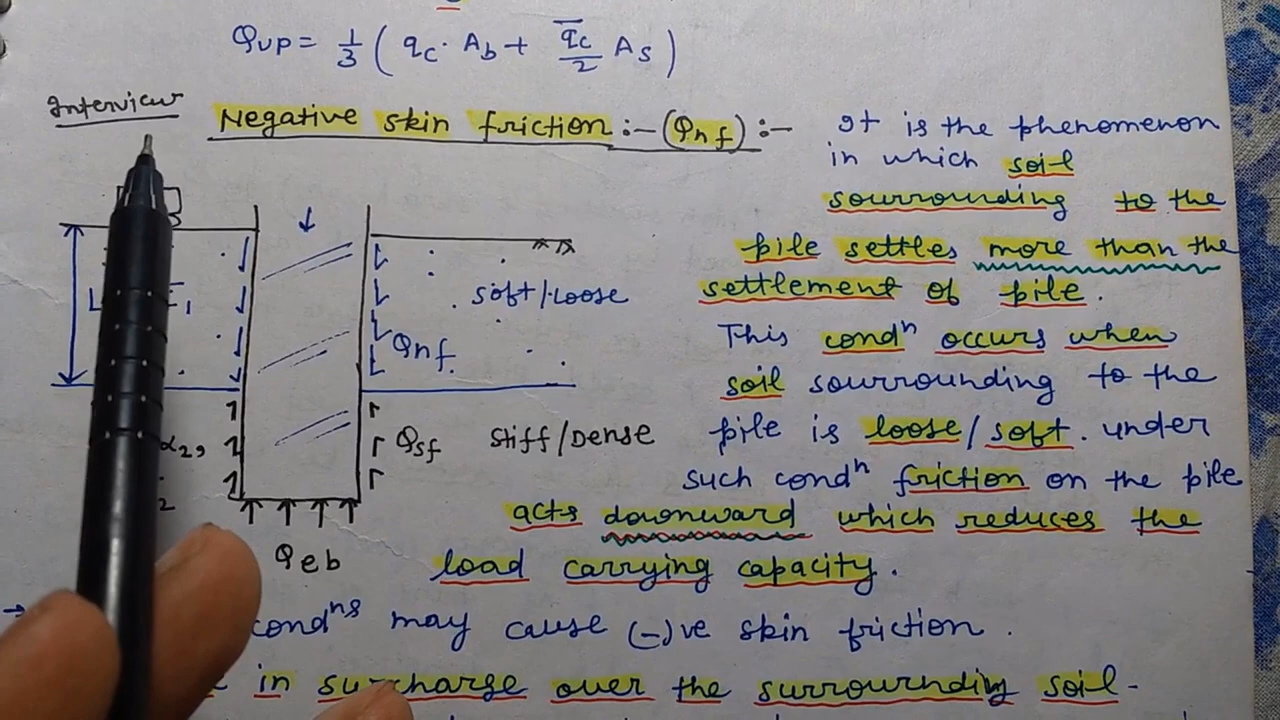 Qup = 1/3 ( qc · Ab + q̄c/2 As )
Interview
Negative skin friction :- (Qnf) :-
It is the phenomenon
in which soil
sourrounding to the
pile settles more than the
settlement of pile.
This condⁿ occurs when
soil sourrounding to the
pile is loose/soft. under
such condⁿ friction on the pile
acts downward which reduces the
load carrying capacity.
soft/loose
Qnf.
α2,
Qsf
stiff/Dense
Qeb
→ condⁿˢ may cause (-)ve skin friction.
in surcharge over the surrounding soil-